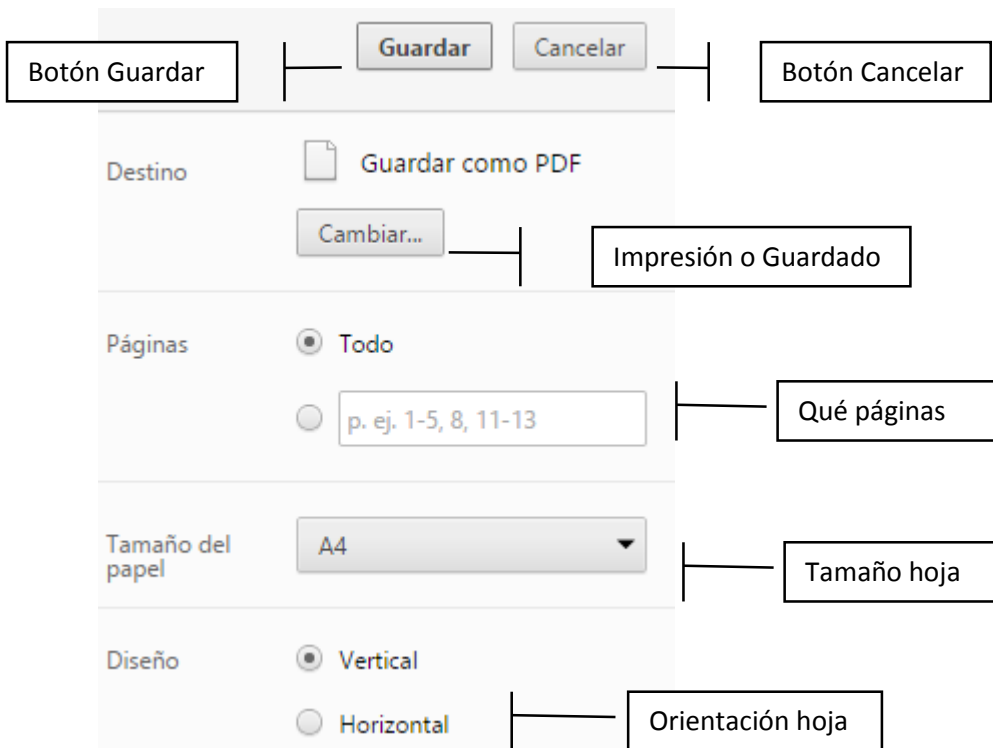 Guardar
Cancelar
Botón Guardar
Botón Cancelar
Destino
Guardar como PDF
Cambiar...
Impresión o Guardado
Páginas
Todo
p. ej. 1-5, 8, 11-13
Qué páginas
Tamaño del
papel
A4
Tamaño hoja
Diseño
Vertical
Horizontal
Orientación hoja